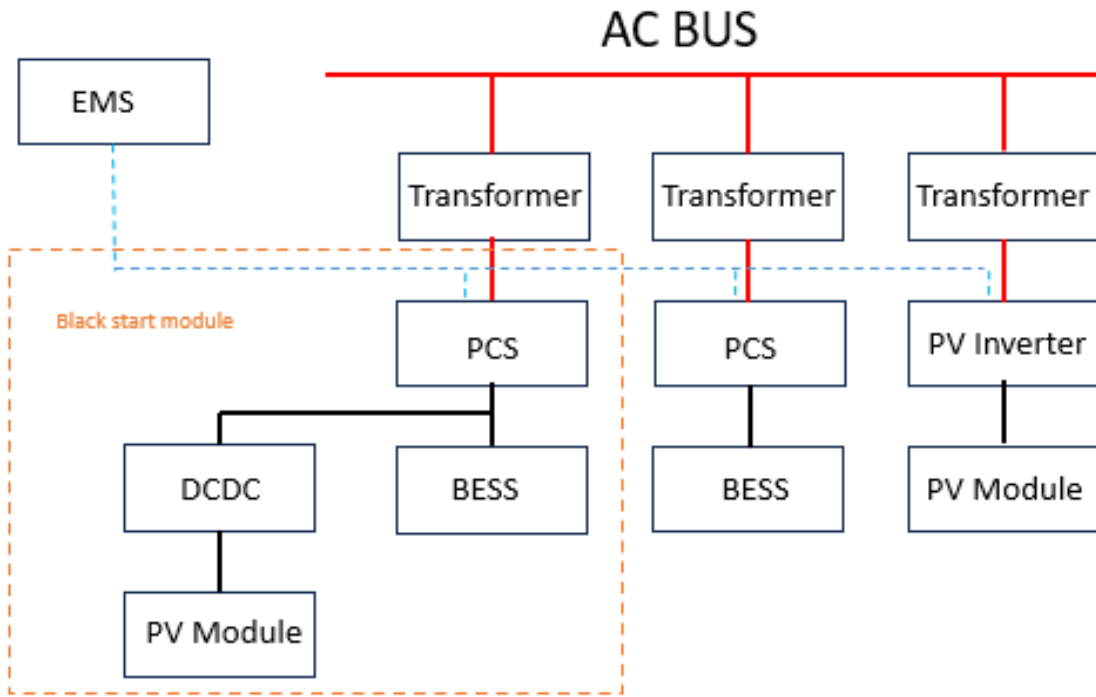 AC BUS
EMS
Transformer
Transformer
Transformer
Black start module
PCS
PCS
PV Inverter
DCDC
BESS
BESS
PV Module
PV Module